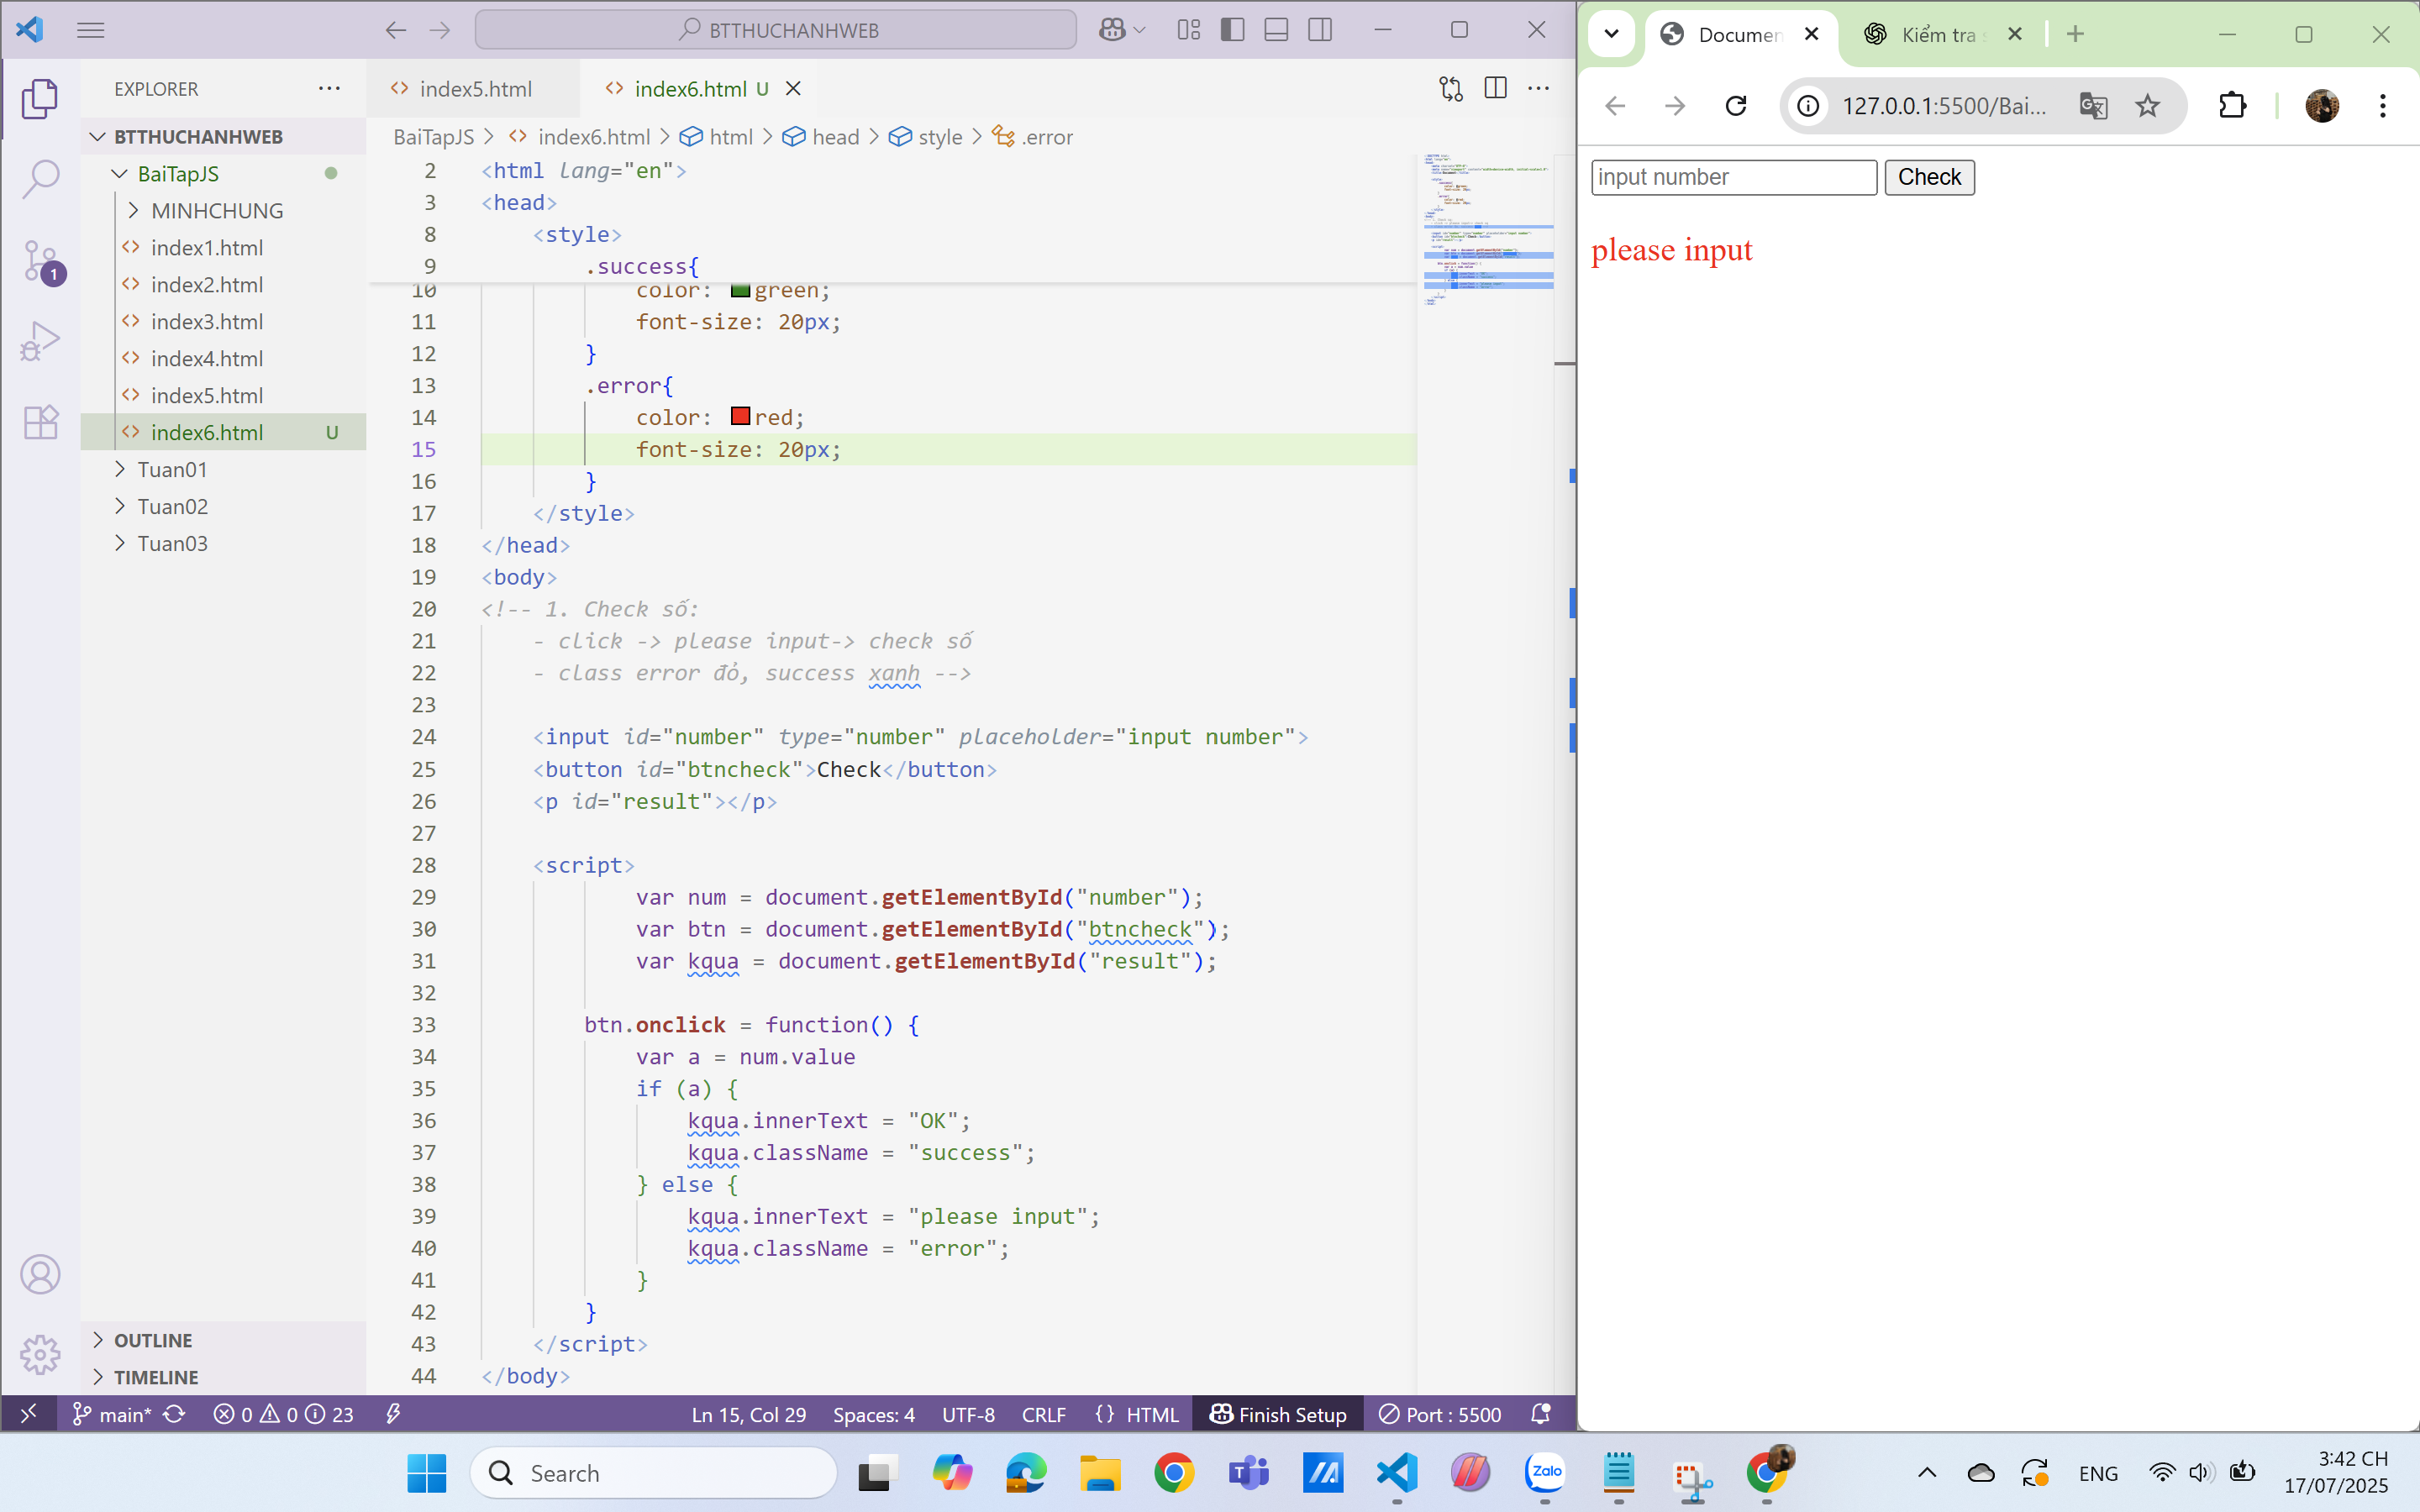 BTTHUCHANHWEB
EXPLORER
BTTHUCHANHWEB
BaiTapJS
MINHCHUNG
index1.html
index2.html
index3.html
index4.html
index5.html
index6.html U
Tuan01
Tuan02
Tuan03
OUTLINE
TIMELINE
1
index5.html
index6.html U
BaiTapJS > index6.html > html > head > style > .error
2 <html lang="en">
3 <head>
8 <style>
9 .success{
10 color: green;
11 font-size: 20px;
12 }
13 .error{
14 color: red;
15 font-size: 20px;
16 }
17 </style>
18 </head>
19 <body>
20 <!-- 1. Check số:
21 - click -> please input-> check số
22 - class error đỏ, success xanh -->
23
24 <input id="number" type="number" placeholder="input number">
25 <button id="btncheck">Check</button>
26 <p id="result"></p>
27
28 <script>
29 var num = document.getElementById("number");
30 var btn = document.getElementById("btncheck");
31 var kqua = document.getElementById("result");
32
33 btn.onclick = function() {
34 var a = num.value
35 if (a) {
36 kqua.innerText = "OK";
37 kqua.className = "success";
38 } else {
39 kqua.innerText = "please input";
40 kqua.className = "error";
41 }
42 }
43 </script>
44 </body>
main* 0 0 23 Ln 15, Col 29 Spaces: 4 UTF-8 CRLF {} HTML Finish Setup Port : 5500
Documen
Kiểm tra
127.0.0.1:5500/Bai...
input number Check
please input
Search
Zalo
ENG
3:42 CH
17/07/2025